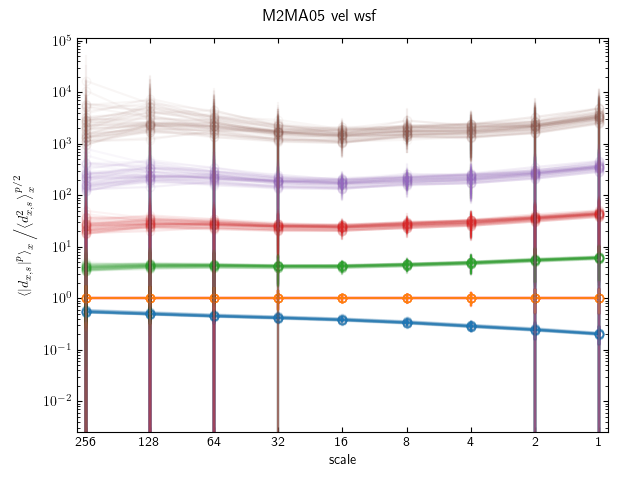 M2MA05 vel wsf
⟨|d_{x,s}|^p⟩_x / ⟨d^2_{x,s}⟩_x^{p/2}
10^5
10^4
10^3
10^2
10^1
10^0
10^{-1}
10^{-2}
256 128 64 32 16 8 4 2 1
scale